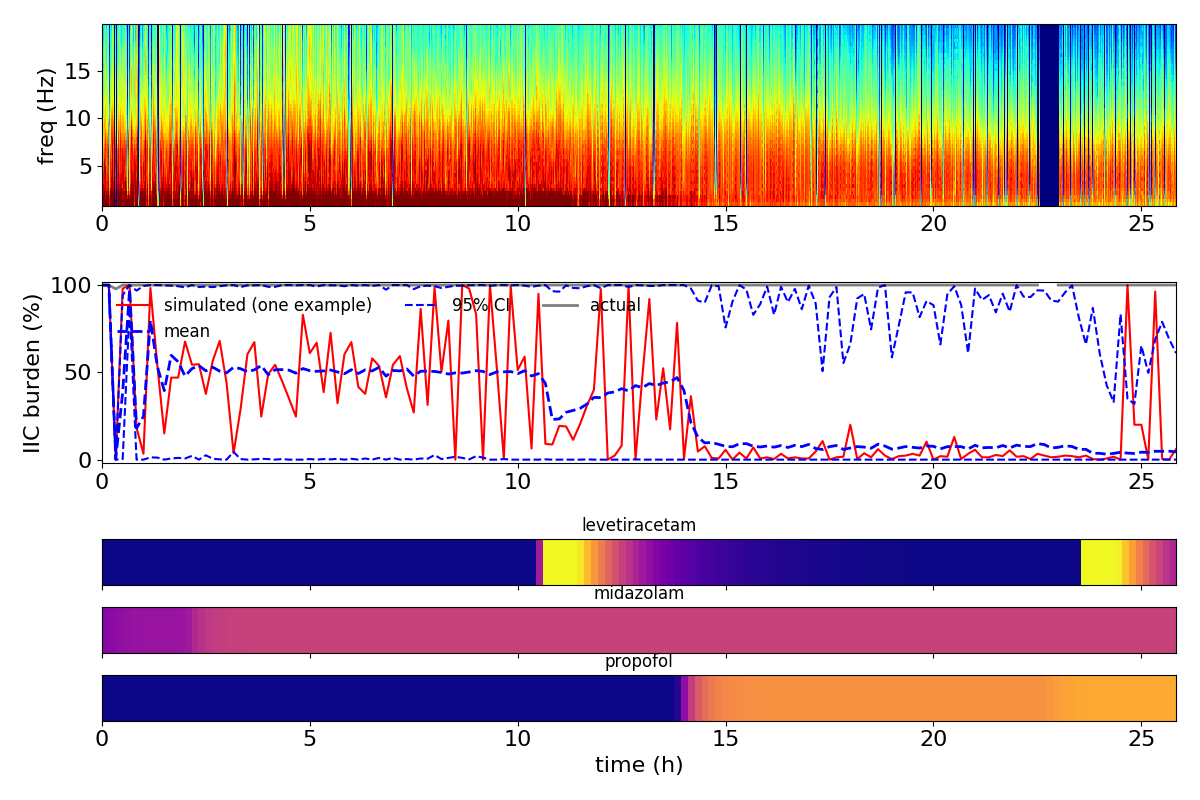 freq (Hz)
15
10
5
0 5 10 15 20 25
IIC burden (%)
100
50
0
simulated (one example)
mean
95% CI
actual
0 5 10 15 20 25
levetiracetam
midazolam
propofol
0 5 10 15 20 25
time (h)